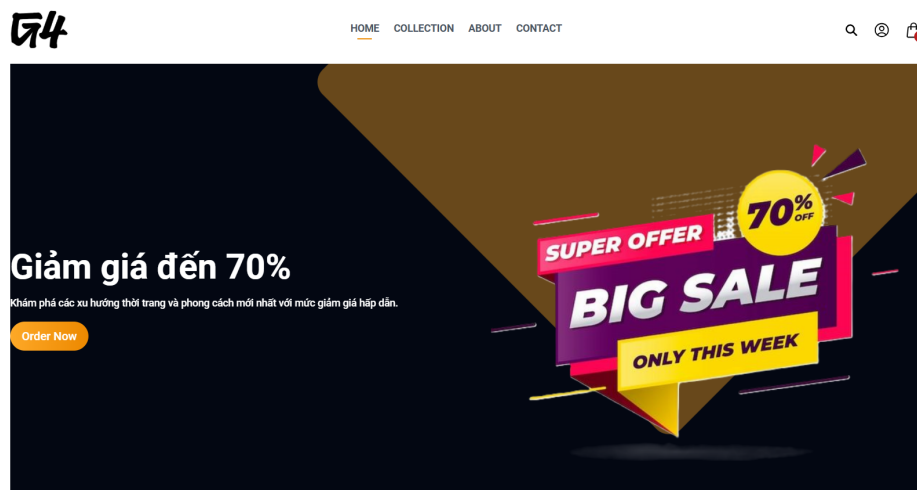 G4
HOME COLLECTION ABOUT CONTACT
Giảm giá đến 70%
Khám phá các xu hướng thời trang và phong cách mới nhất với mức giảm giá hấp dẫn.
Order Now
70% OFF
SUPER OFFER
BIG SALE
ONLY THIS WEEK